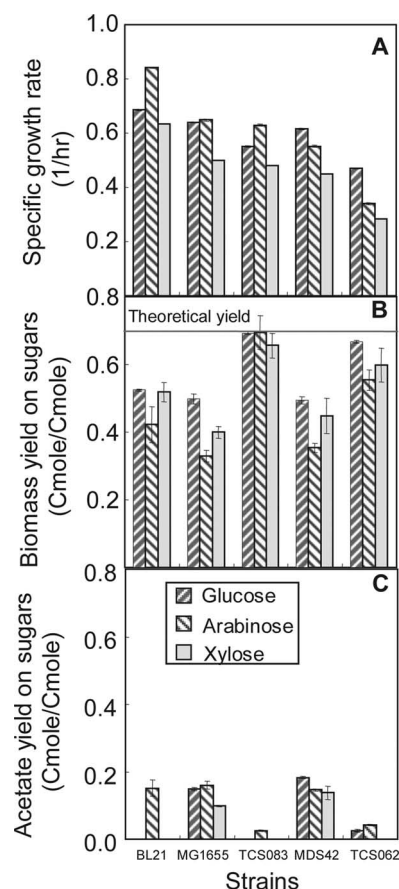 A
1.0
0.8
0.6
0.4
0.2
Specific growth rate
(1/hr)
0.8
B
Theoretical yield
0.6
0.4
0.2
Biomass yield on sugars
(Cmole/Cmole)
0.8
C
Glucose
Arabinose
Xylose
0.6
0.4
0.2
0.0
Acetate yield on sugars
(Cmole/Cmole)
BL21 MG1655 TCS083 MDS42 TCS062
Strains